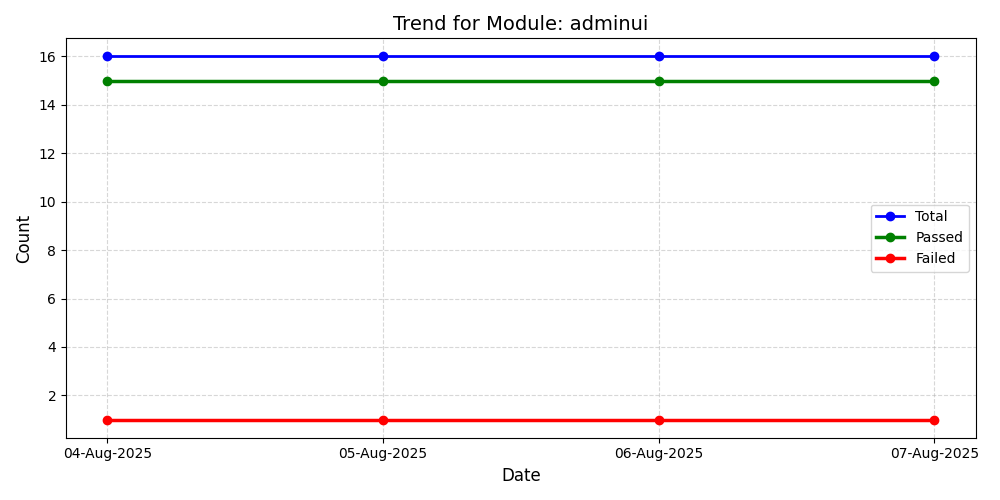 Trend for Module: adminui
Count
16
14
12
10
8
6
4
2
Total
Passed
Failed
04-Aug-2025
05-Aug-2025
06-Aug-2025
07-Aug-2025
Date